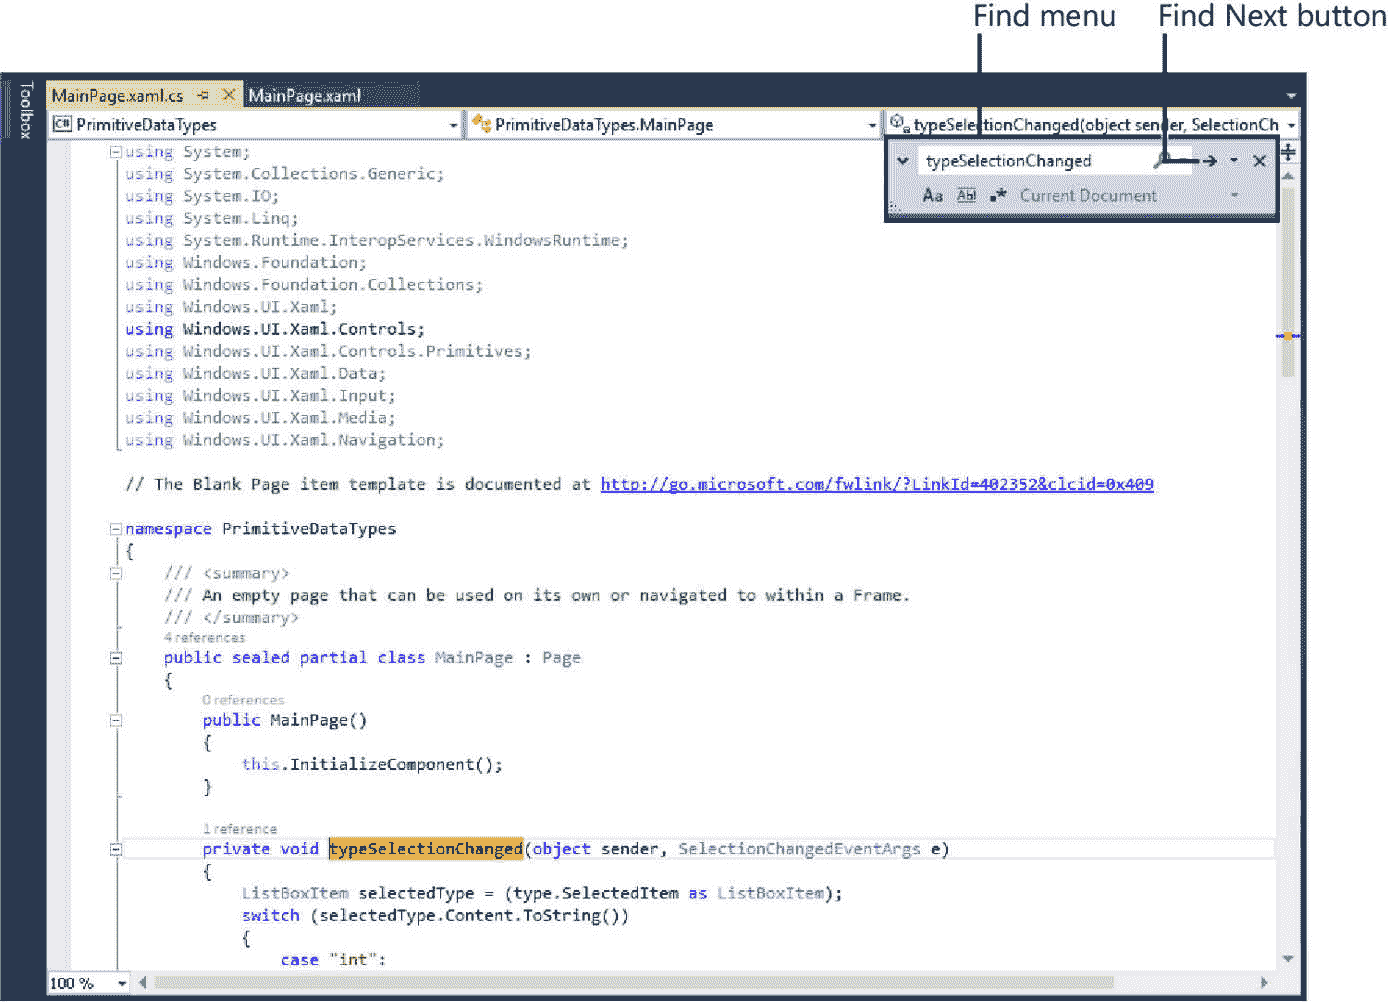 Find menu Find Next button
Toolbox
MainPage.xaml.cs MainPage.xaml
C# PrimitiveDataTypes PrimitiveDataTypes.MainPage typeSelectionChanged(object sender, SelectionCh
typeSelectionChanged
Aa Abl .* Current Document
using System;
using System.Collections.Generic;
using System.IO;
using System.Linq;
using System.Runtime.InteropServices.WindowsRuntime;
using Windows.Foundation;
using Windows.Foundation.Collections;
using Windows.UI.Xaml;
using Windows.UI.Xaml.Controls;
using Windows.UI.Xaml.Controls.Primitives;
using Windows.UI.Xaml.Data;
using Windows.UI.Xaml.Input;
using Windows.UI.Xaml.Media;
using Windows.UI.Xaml.Navigation;
// The Blank Page item template is documented at http://go.microsoft.com/fwlink/?LinkId=402352&clcid=0x409
namespace PrimitiveDataTypes
{
/// <summary>
/// An empty page that can be used on its own or navigated to within a Frame.
/// </summary>
4 references
public sealed partial class MainPage : Page
{
0 references
public MainPage()
{
this.InitializeComponent();
}
1 reference
private void typeSelectionChanged(object sender, SelectionChangedEventArgs e)
{
ListBoxItem selectedType = (type.SelectedItem as ListBoxItem);
switch (selectedType.Content.ToString())
{
case "int":
100 %